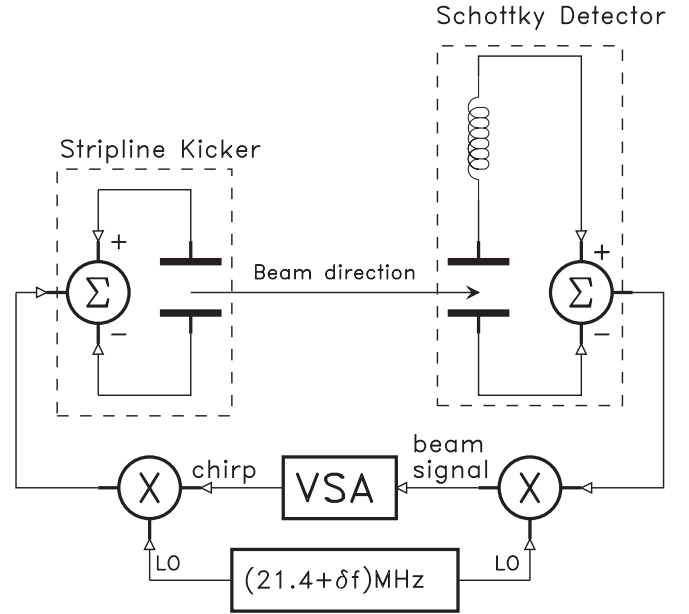 Schottky Detector
Stripline Kicker
+
+
Σ
Beam direction
Σ
−
−
beam
chirp
signal
X
VSA
X
LO
LO
(21.4+δf)MHz